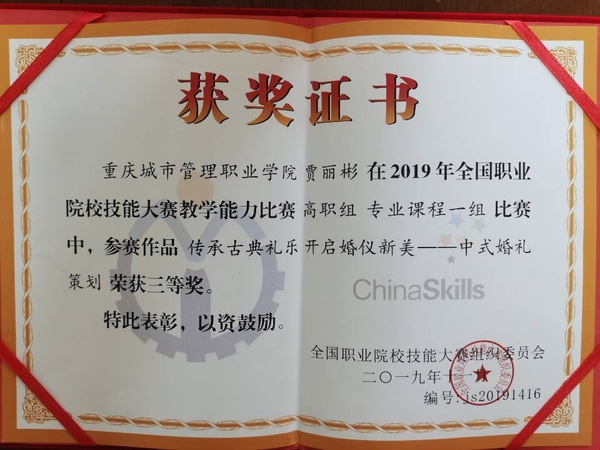 获奖证书
重庆城市管理职业学院贾丽彬在2019年全国职业
院校技能大赛教学能力比赛高职组 专业课程一组 比赛
中，参赛作品 传承古典礼乐开启婚仪新美——中式婚礼
策划 荣获三等奖。
ChinaSkills
特此表彰，以资鼓励。
全国职业院校技能大赛组织委员会
二〇一九年十一月
编号:js20191416